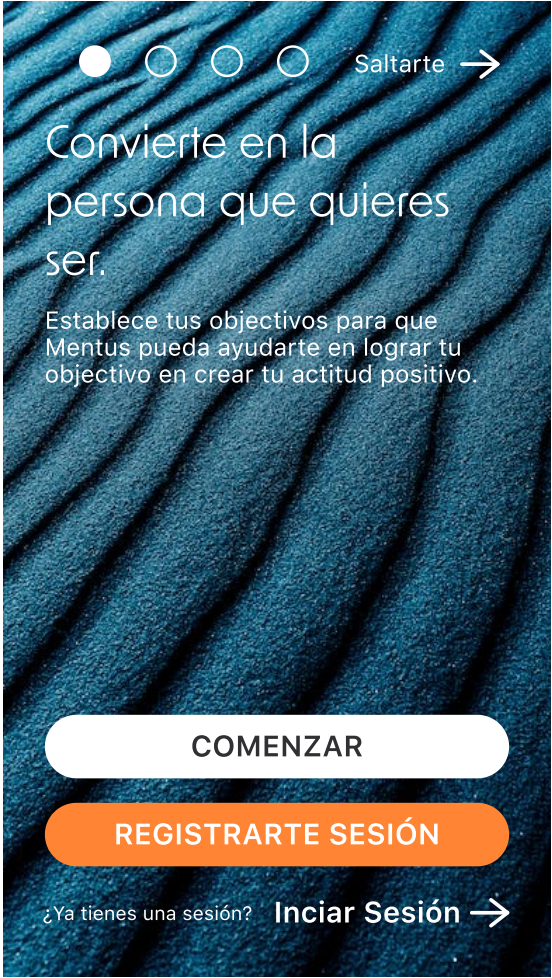 Saltarte
Convierte en la
persona que quieres
ser.
Establece tus objectivos para que
Mentus pueda ayudarte en lograr tu
objectivo en crear tu actitud positivo.
COMENZAR
REGISTRARTE SESIÓN
¿Ya tienes una sesión? Inciar Sesión